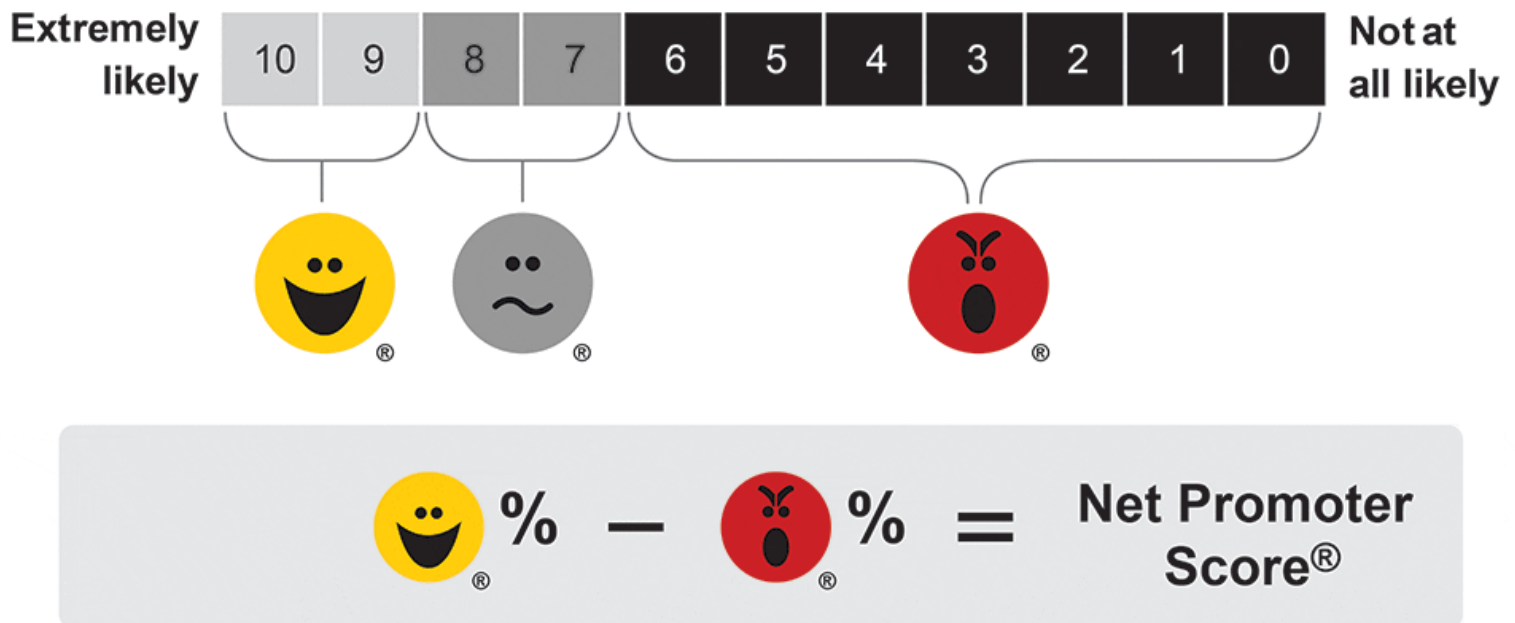 Extremely likely
10 9 8 7 6 5 4 3 2 1 0
Not at all likely
® ® ®
% – % = Net Promoter Score®
® ®